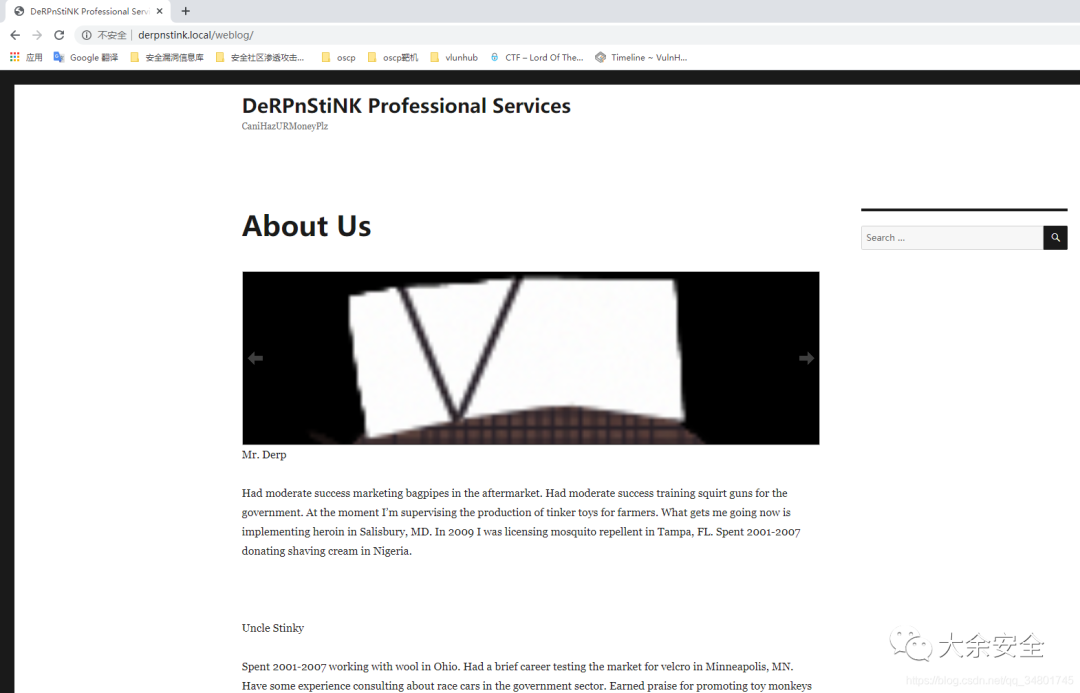 DeRPnStiNK Professional Serv
不安全 | derpnstink.local/weblog/
应用 Google 翻译 安全漏洞信息库 安全社区渗透攻击... oscp oscp靶机 vlunhub CTF – Lord Of The... Timeline ~ VulnH...
DeRPnStiNK Professional Services
CaniHazURMoneyPlz
About Us
Search ...
Mr. Derp
Had moderate success marketing bagpipes in the aftermarket. Had moderate success training squirt guns for the
government. At the moment I'm supervising the production of tinker toys for farmers. What gets me going now is
implementing heroin in Salisbury, MD. In 2009 I was licensing mosquito repellent in Tampa, FL. Spent 2001-2007
donating shaving cream in Nigeria.
Uncle Stinky
Spent 2001-2007 working with wool in Ohio. Had a brief career testing the market for velcro in Minneapolis, MN.
Have some experience consulting about race cars in the government sector. Earned praise for promoting toy monkeys
大余安全
https://blog.csdn.net/qq_34801745